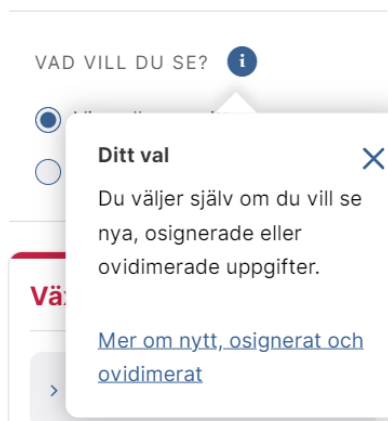 VAD VILL DU SE? i
Ditt val
Du väljer själv om du vill se
nya, osignerade eller
ovidimerade uppgifter.
Mer om nytt, osignerat och
ovidimerat